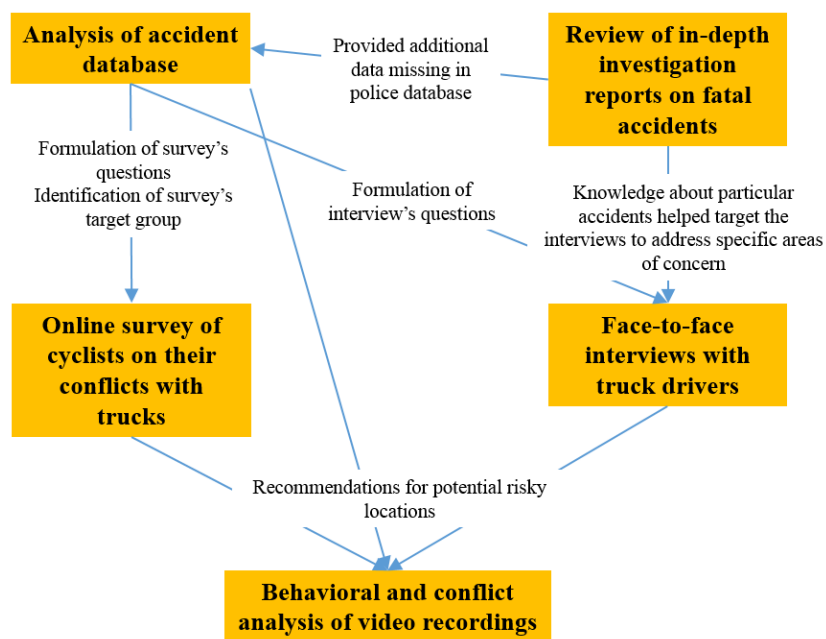 Analysis of accident
database
Provided additional
data missing in
police database
Review of in-depth
investigation
reports on fatal
accidents
Formulation of survey's
questions
Identification of survey's
target group
Formulation of
interview's questions
Knowledge about particular
accidents helped target the
interviews to address specific areas
of concern
Online survey of
cyclists on their
conflicts with
trucks
Face-to-face
interviews with
truck drivers
Recommendations for potential risky
locations
Behavioral and conflict
analysis of video recordings